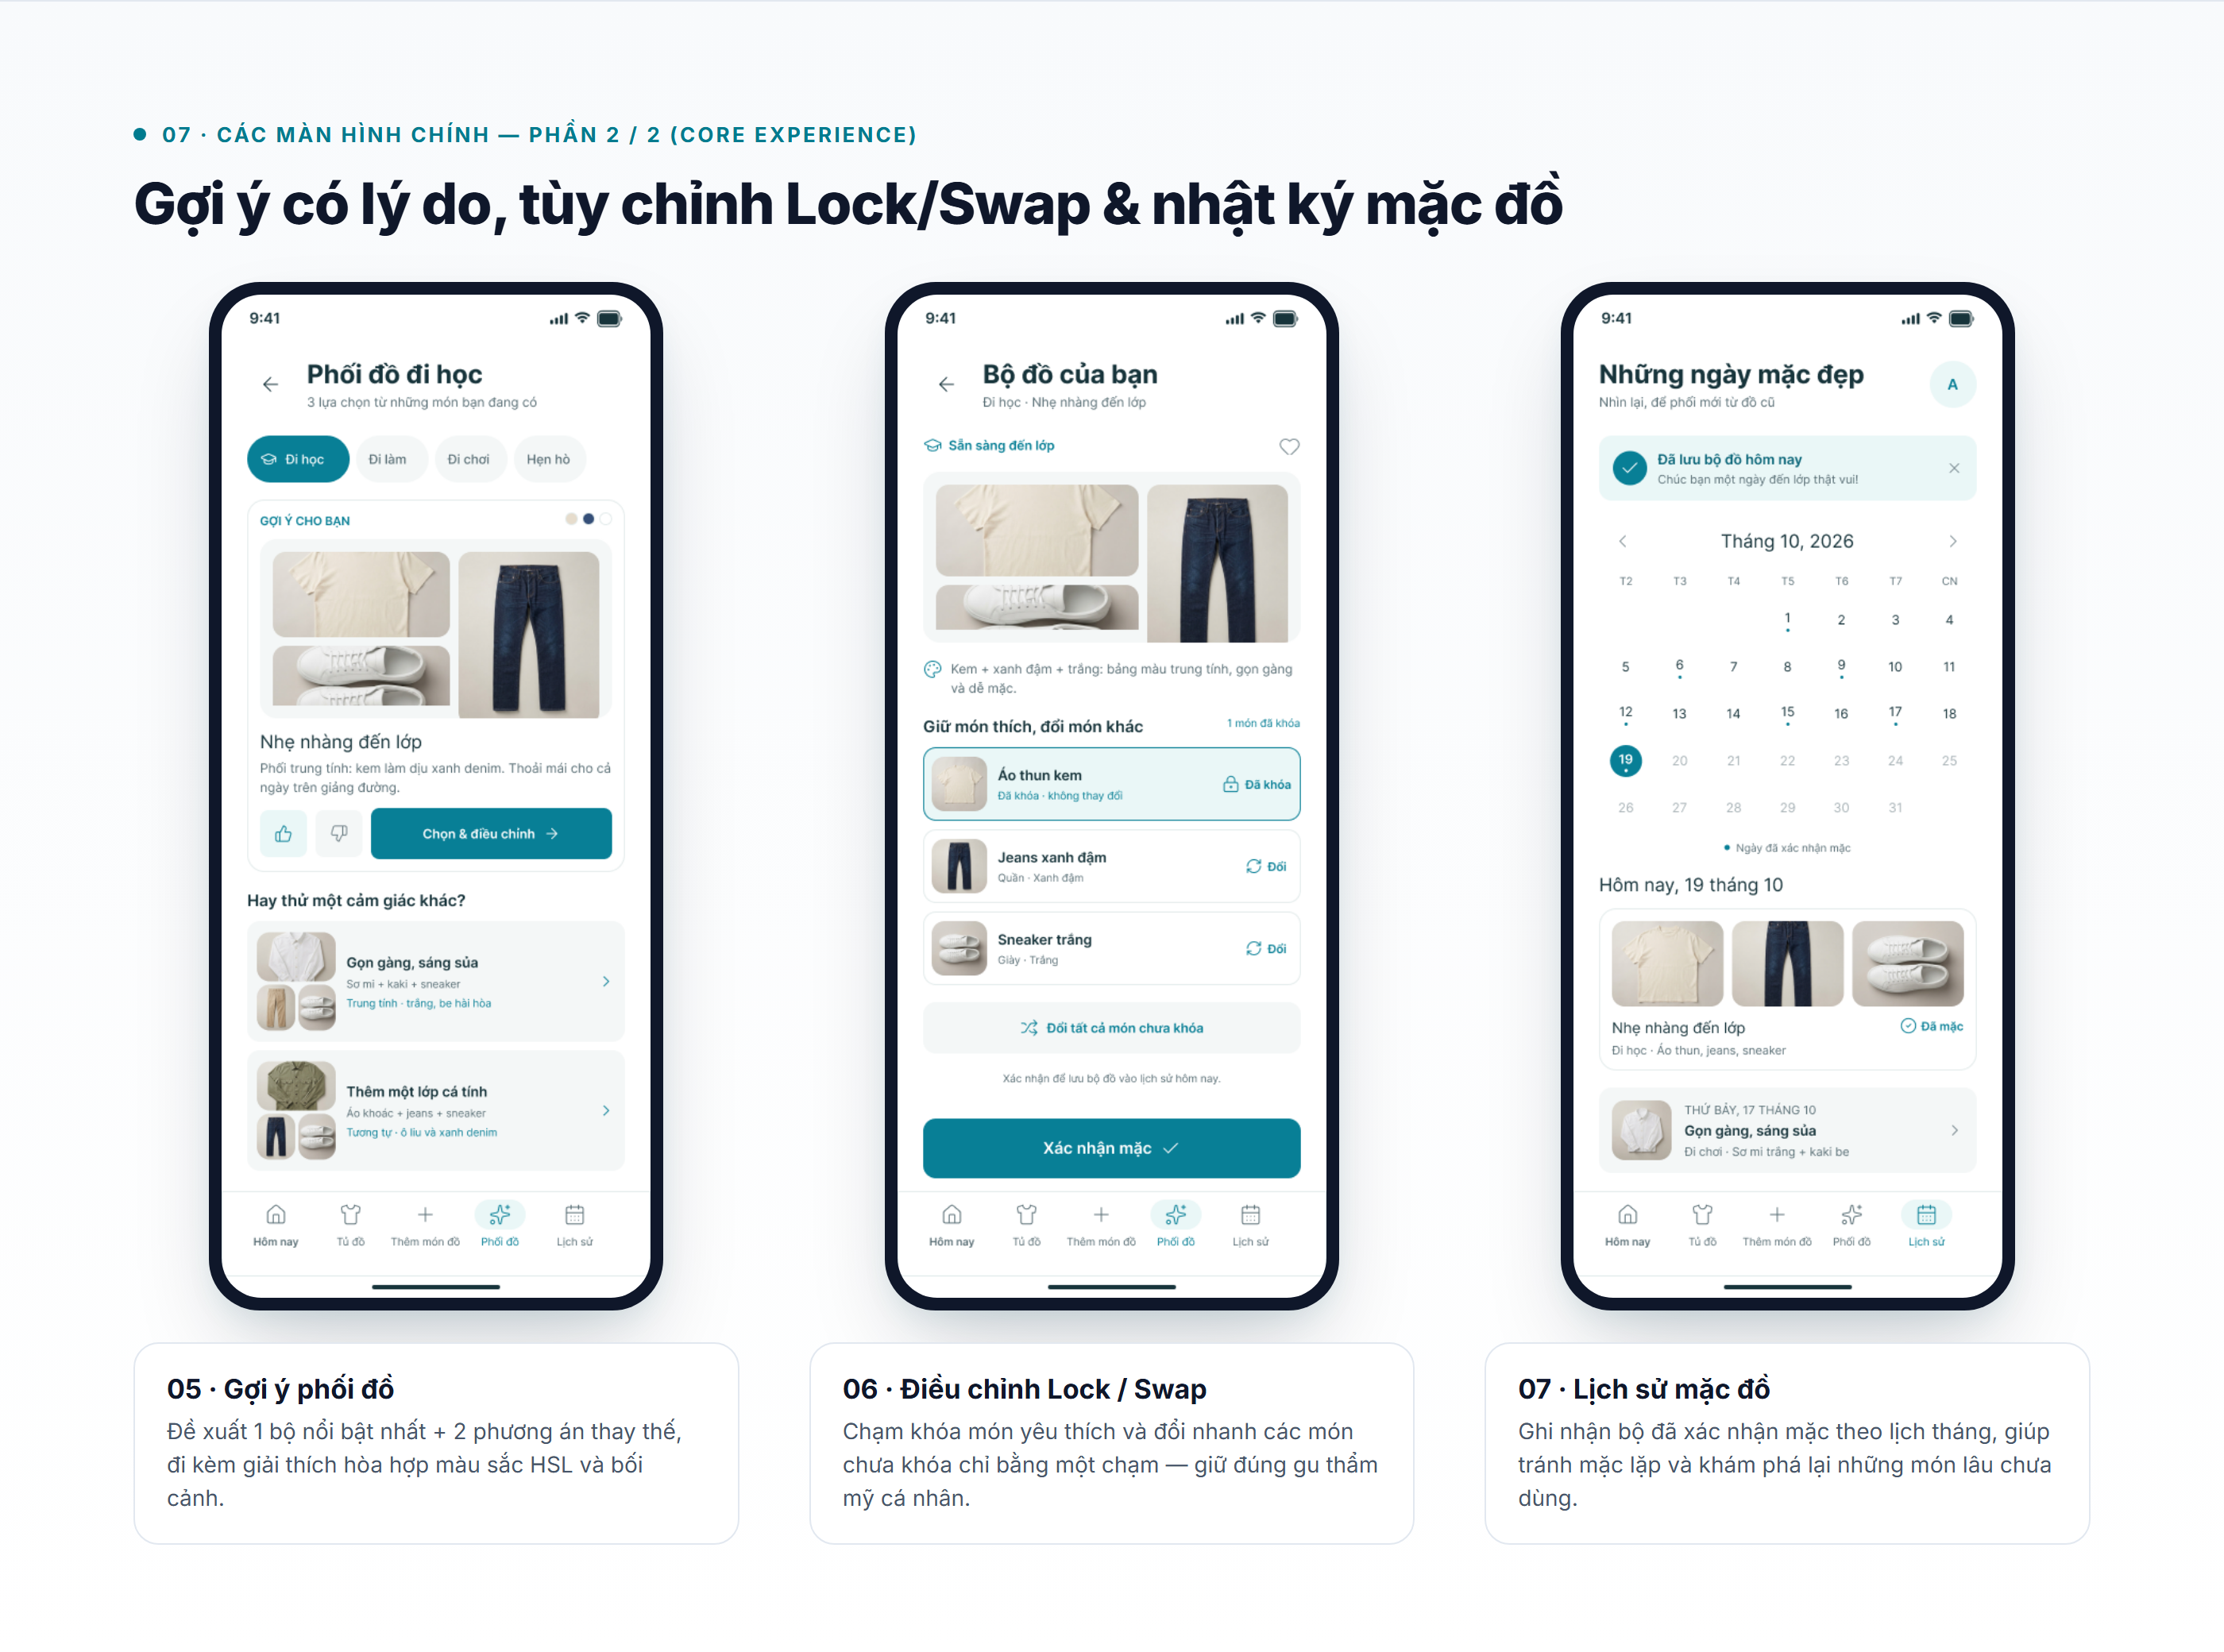 07 · CÁC MÀN HÌNH CHÍNH — PHẦN 2 / 2 (CORE EXPERIENCE)
Gợi ý có lý do, tùy chỉnh Lock/Swap & nhật ký mặc đồ
9:41
Phối đồ đi học
3 lựa chọn từ những món bạn đang có
Đi học
Đi làm
Đi chơi
Hẹn hò
GỢI Ý CHO BẠN
Nhẹ nhàng đến lớp
Phối trung tính: kem làm dịu xanh denim. Thoải mái cho cả
ngày trên giảng đường.
Chọn & điều chỉnh
Hay thử một cảm giác khác?
Gọn gàng, sáng sủa
Sơ mi + kaki + sneaker
Trung tính · trắng, be hài hòa
Thêm một lớp cá tính
Áo khoác + jeans + sneaker
Tương tự · ô liu và xanh denim
Hôm nay
Tủ đồ
Thêm món đồ
Phối đồ
Lịch sử
05 · Gợi ý phối đồ
Đề xuất 1 bộ nổi bật nhất + 2 phương án thay thế,
đi kèm giải thích hòa hợp màu sắc HSL và bối
cảnh.
9:41
Bộ đồ của bạn
Đi học · Nhẹ nhàng đến lớp
Sẵn sàng đến lớp
Kem + xanh đậm + trắng: bảng màu trung tính, gọn gàng
và dễ mặc.
Giữ món thích, đổi món khác
1 món đã khóa
Áo thun kem
Đã khóa · không thay đổi
Đã khóa
Jeans xanh đậm
Quần · Xanh đậm
Đổi
Sneaker trắng
Giày · Trắng
Đổi
Đổi tất cả món chưa khóa
Xác nhận để lưu bộ đồ vào lịch sử hôm nay.
Xác nhận mặc
Hôm nay
Tủ đồ
Thêm món đồ
Phối đồ
Lịch sử
06 · Điều chỉnh Lock / Swap
Chạm khóa món yêu thích và đổi nhanh các món
chưa khóa chỉ bằng một chạm — giữ đúng gu thẩm
mỹ cá nhân.
9:41
Những ngày mặc đẹp
Nhìn lại, để phối mới từ đồ cũ
A
Đã lưu bộ đồ hôm nay
Chúc bạn một ngày đến lớp thật vui!
Tháng 10, 2026
T2 T3 T4 T5 T6 T7 CN
1 2 3 4
5 6 7 8 9 10 11
12 13 14 15 16 17 18
19 20 21 22 23 24 25
26 27 28 29 30 31
Ngày đã xác nhận mặc
Hôm nay, 19 tháng 10
Nhẹ nhàng đến lớp
Đã mặc
Đi học · Áo thun, jeans, sneaker
THỨ BẢY, 17 THÁNG 10
Gọn gàng, sáng sủa
Đi chơi · Sơ mi trắng + kaki be
Hôm nay
Tủ đồ
Thêm món đồ
Phối đồ
Lịch sử
07 · Lịch sử mặc đồ
Ghi nhận bộ đã xác nhận mặc theo lịch tháng, giúp
tránh mặc lặp và khám phá lại những món lâu chưa
dùng.